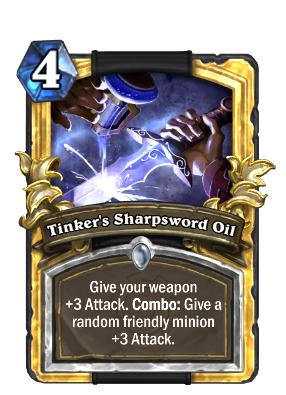 4
Tinker's Sharpsword Oil
Give your weapon
+3 Attack. Combo: Give a
random friendly minion
+3 Attack.